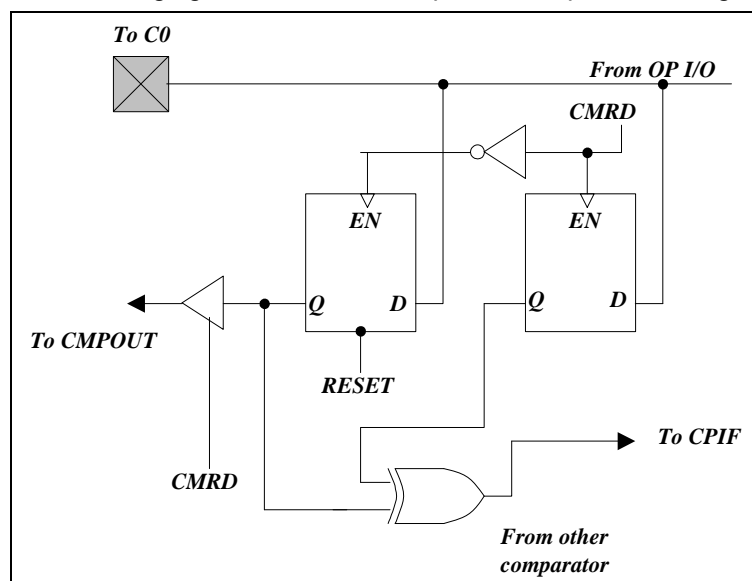 To C0
From OP I/O
CMRD
EN
EN
Q
D
Q
D
To CMPOUT
RESET
To CPIF
CMRD
From other
comparator